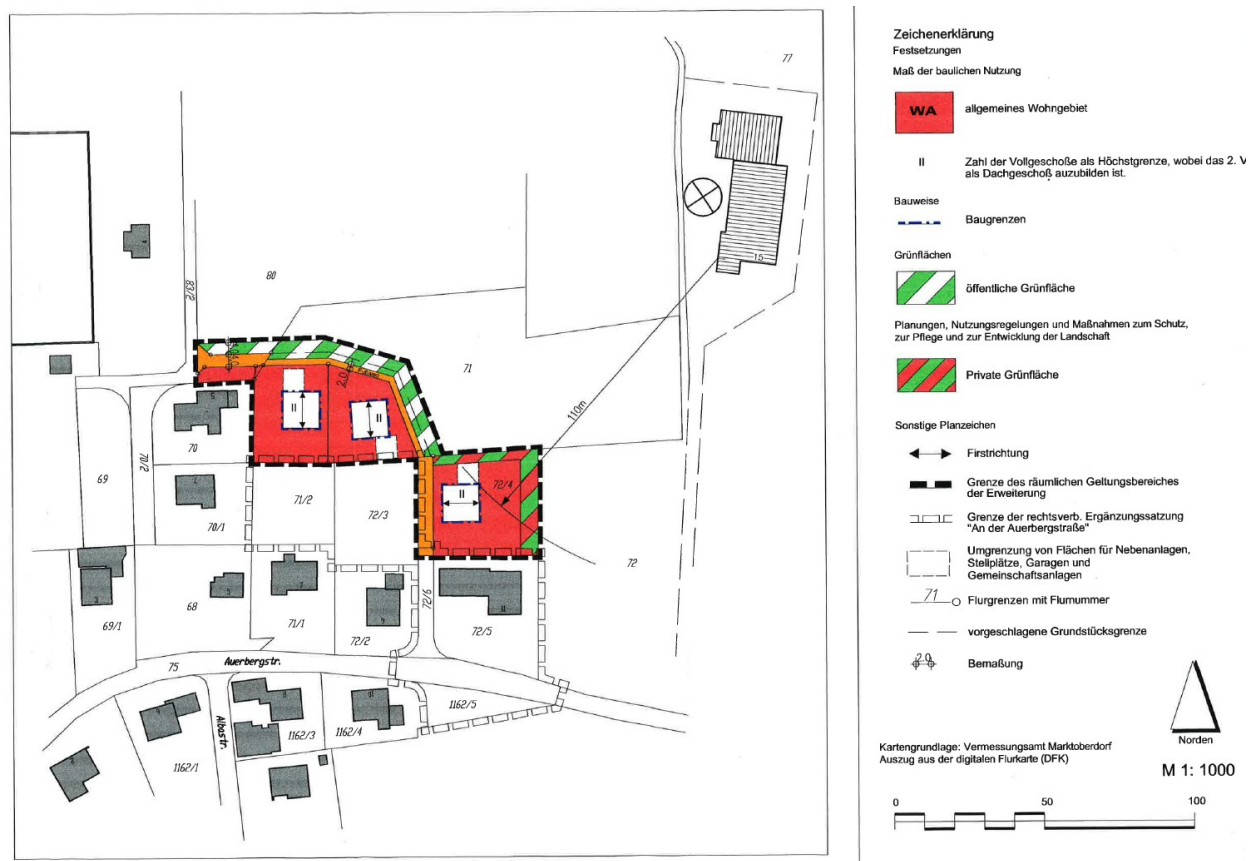 77
15
80
83/2
71
110m
2.0
II
II
II
70
70/2
69
70/1
71/2
72/3
72/4
72
69/1
68
71/1
72/2
72/6
72/5
75
Auerbergstr.
Albastr.
1162/5
1162/4
1162/3
1162/1
Zeichenerklärung
Festsetzungen
Maß der baulichen Nutzung
WA
allgemeines Wohngebiet
II
Zahl der Vollgeschoße als Höchstgrenze, wobei das 2. V
als Dachgeschoß auzubilden ist.
Bauweise
Baugrenzen
Grünflächen
öffentliche Grünfläche
Planungen, Nutzungsregelungen und Maßnahmen zum Schutz,
zur Pflege und zur Entwicklung der Landschaft
Private Grünfläche
Sonstige Planzeichen
Firstrichtung
Grenze des räumlichen Geltungsbereiches
der Erweiterung
Grenze der rechtsverb. Ergänzungssatzung
"An der Auerbergstraße"
Umgrenzung von Flächen für Nebenanlagen,
Stellplätze, Garagen und
Gemeinschaftsanlagen
71
Flurgrenzen mit Flurnummer
vorgeschlagene Grundstücksgrenze
2.0
Bemaßung
Kartengrundlage: Vermessungsamt Marktoberdorf
Auszug aus der digitalen Flurkarte (DFK)
Norden
M 1: 1000
0
50
100